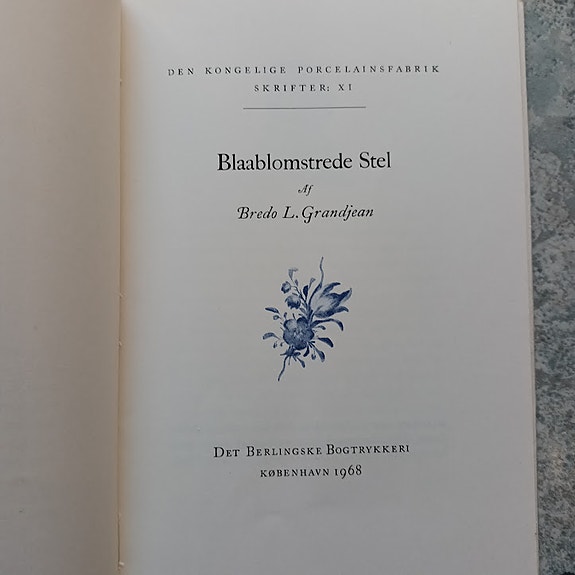 DEN KONGELIGE PORCELAINSFABRIK
SKRIFTER: XI
Blaablomstrede Stel
Af
Bredo L. Grandjean
DET BERLINGSKE BOGTRYKKERI
KØBENHAVN 1968